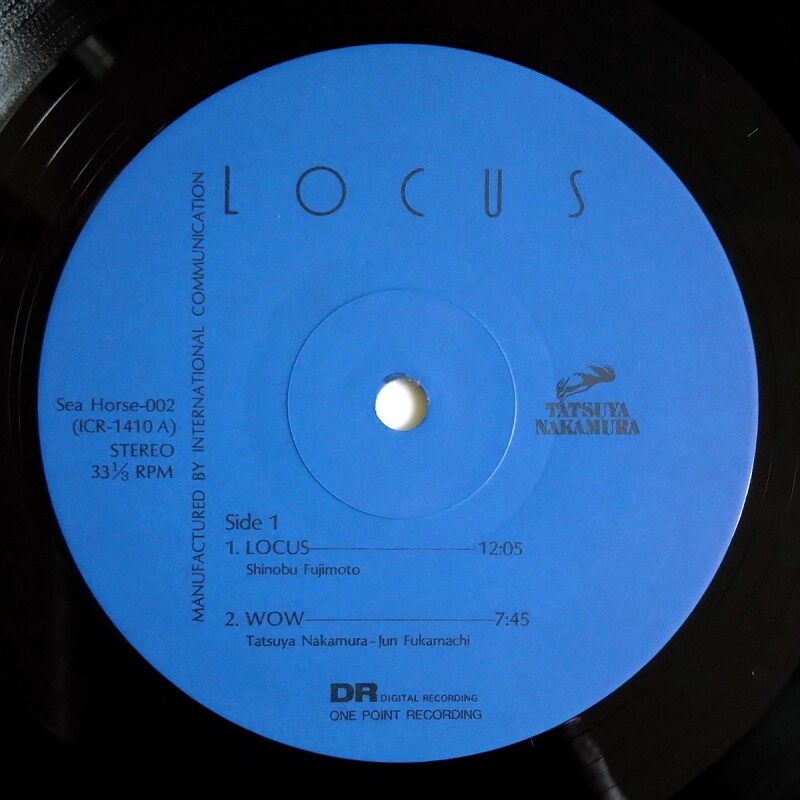 LOCUS
MANUFACTURED BY INTERNATIONAL COMMUNICATION
TATSUYA
NAKAMURA
Sea Horse-002
(ICR-1410 A)
STEREO
33⅓ RPM
Side 1
1. LOCUS 12:05
Shinobu Fujimoto
2. WOW 7:45
Tatsuya Nakamura-Jun Fukamachi
DR DIGITAL RECORDING
ONE POINT RECORDING